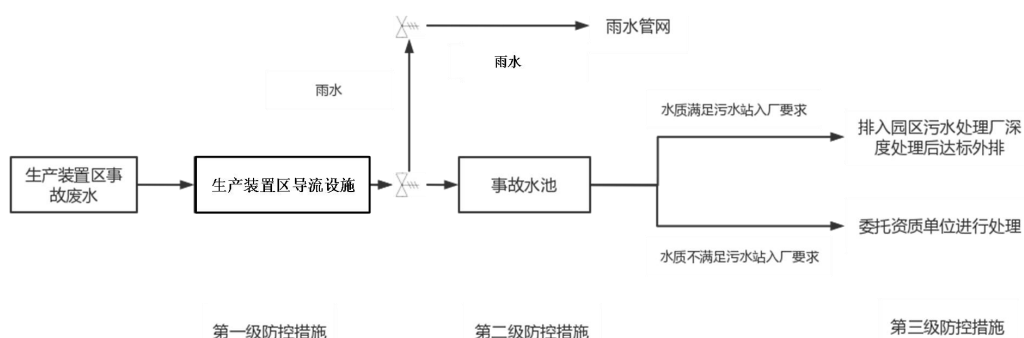 雨水管网
雨水
雨水
水质满足污水站入厂要求
排入园区污水处理厂深
度处理后达标外排
生产装置区事
故废水
生产装置区导流设施
事故水池
委托资质单位进行处理
水质不满足污水站入厂要求
第一级防控措施
第二级防控措施
第三级防控措施